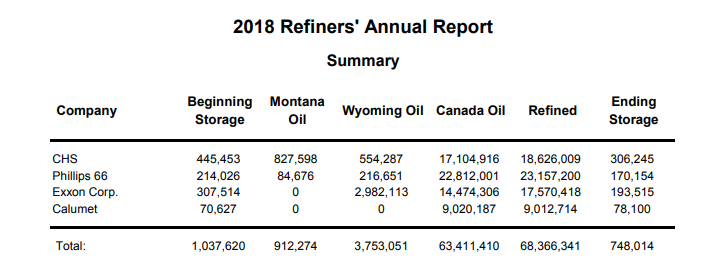 2018 Refiners' Annual Report
Summary
Company Beginning Storage Montana Oil Wyoming Oil Canada Oil Refined Ending Storage
CHS 445,453 827,598 554,287 17,104,916 18,626,009 306,245
Phillips 66 214,026 84,676 216,651 22,812,001 23,157,200 170,154
Exxon Corp. 307,514 0 2,982,113 14,474,306 17,570,418 193,515
Calumet 70,627 0 0 9,020,187 9,012,714 78,100
Total: 1,037,620 912,274 3,753,051 63,411,410 68,366,341 748,014